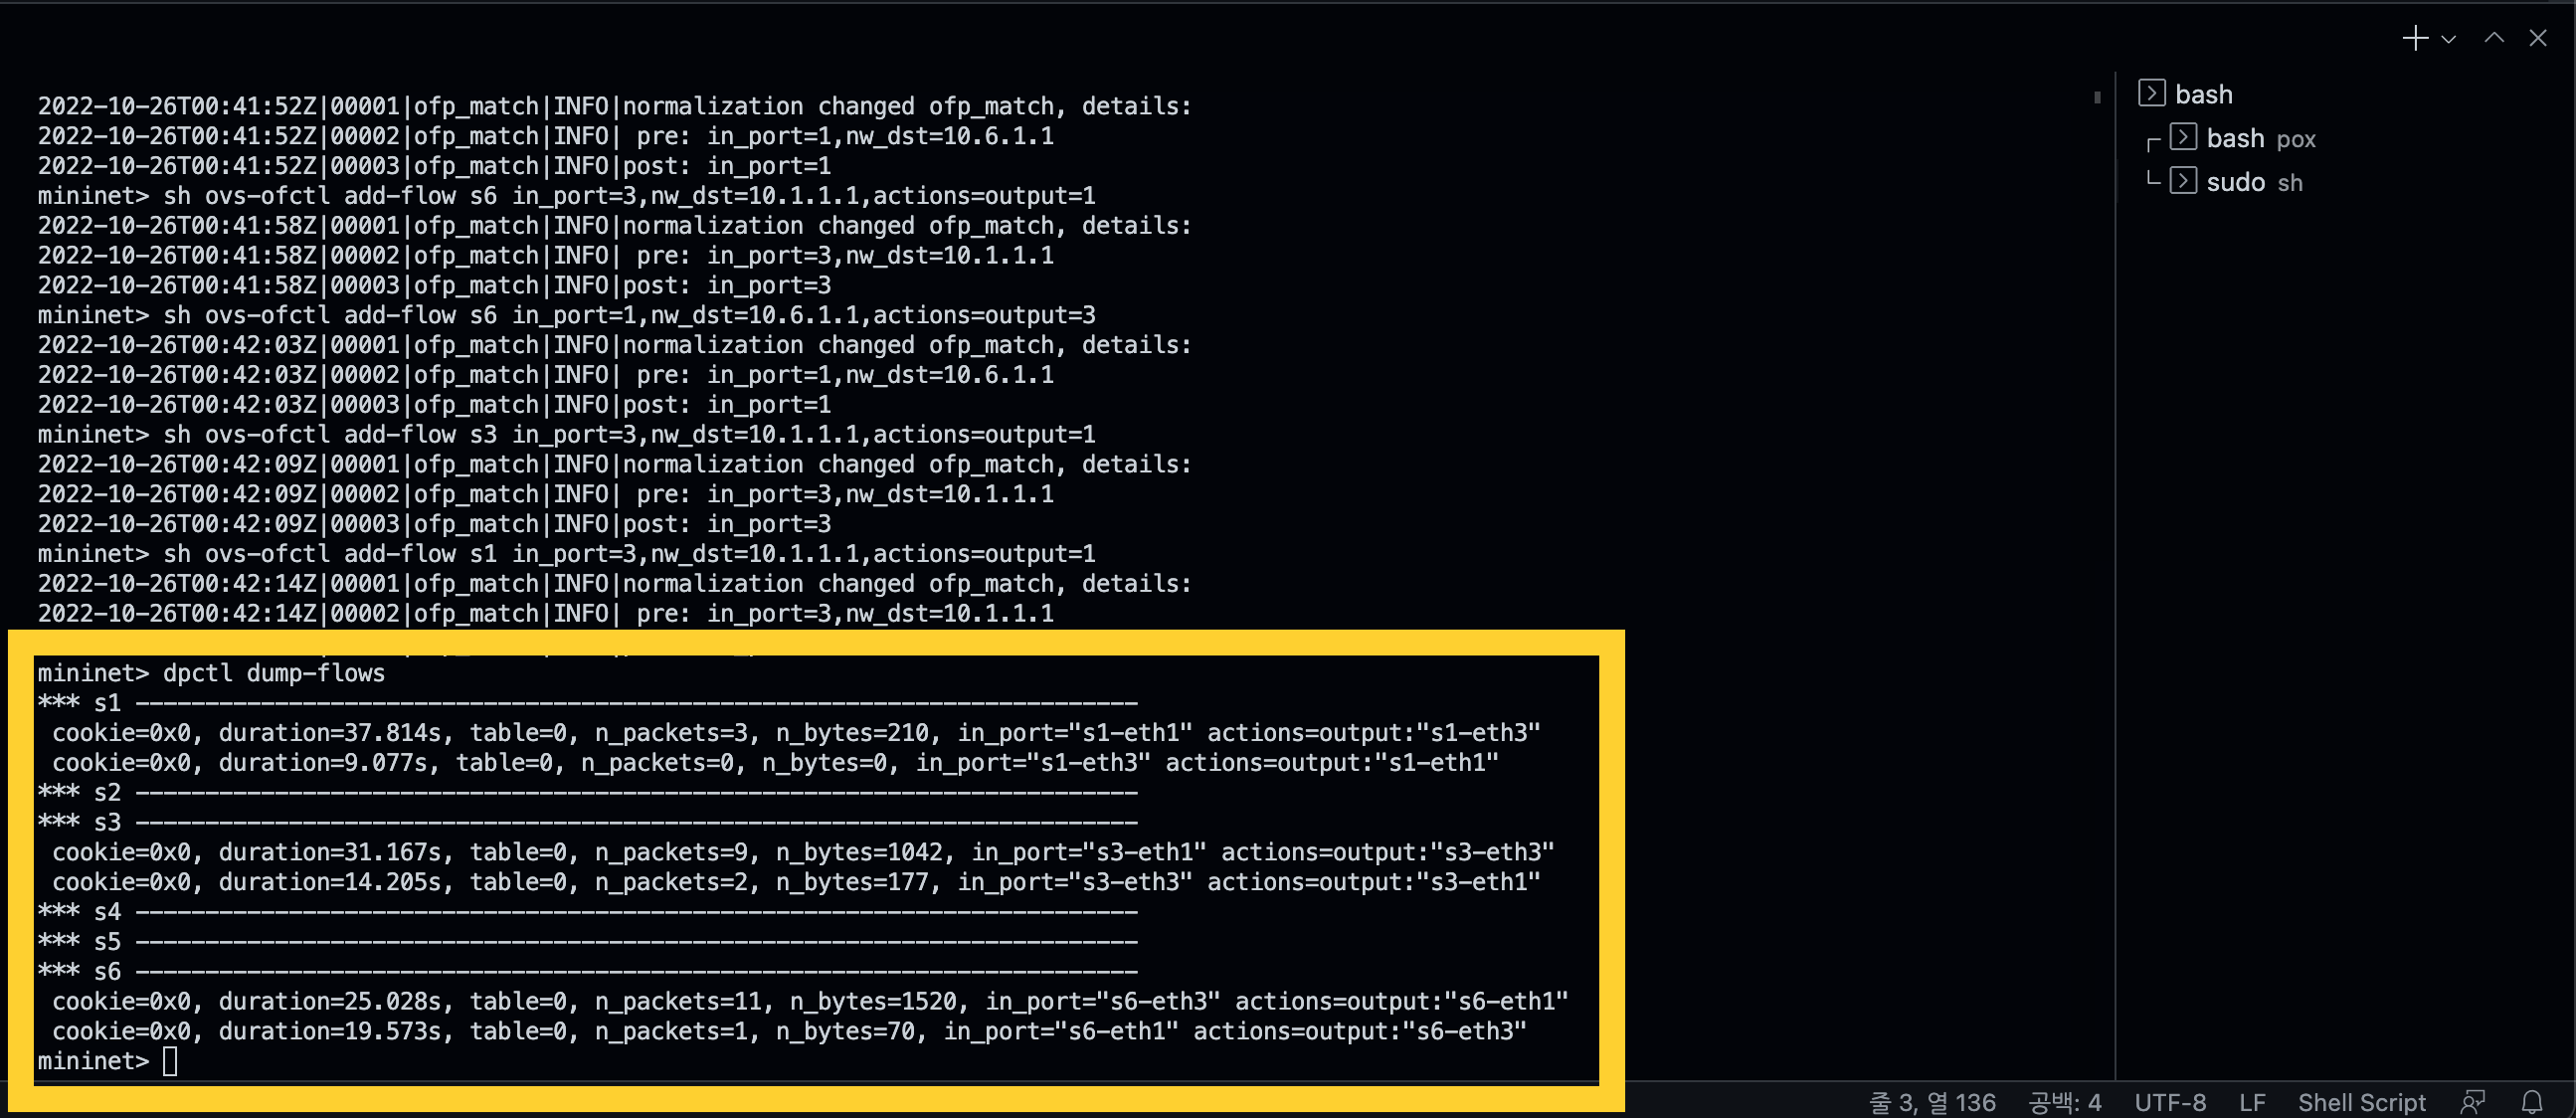 2022-10-26T00:41:52Z|00001|ofp_match|INFO|normalization changed ofp_match, details:
2022-10-26T00:41:52Z|00002|ofp_match|INFO| pre: in_port=1,nw_dst=10.6.1.1
2022-10-26T00:41:52Z|00003|ofp_match|INFO|post: in_port=1
mininet> sh ovs-ofctl add-flow s6 in_port=3,nw_dst=10.1.1.1,actions=output=1
2022-10-26T00:41:58Z|00001|ofp_match|INFO|normalization changed ofp_match, details:
2022-10-26T00:41:58Z|00002|ofp_match|INFO| pre: in_port=3,nw_dst=10.1.1.1
2022-10-26T00:41:58Z|00003|ofp_match|INFO|post: in_port=3
mininet> sh ovs-ofctl add-flow s6 in_port=1,nw_dst=10.6.1.1,actions=output=3
2022-10-26T00:42:03Z|00001|ofp_match|INFO|normalization changed ofp_match, details:
2022-10-26T00:42:03Z|00002|ofp_match|INFO| pre: in_port=1,nw_dst=10.6.1.1
2022-10-26T00:42:03Z|00003|ofp_match|INFO|post: in_port=1
mininet> sh ovs-ofctl add-flow s3 in_port=3,nw_dst=10.1.1.1,actions=output=1
2022-10-26T00:42:09Z|00001|ofp_match|INFO|normalization changed ofp_match, details:
2022-10-26T00:42:09Z|00002|ofp_match|INFO| pre: in_port=3,nw_dst=10.1.1.1
2022-10-26T00:42:09Z|00003|ofp_match|INFO|post: in_port=3
mininet> sh ovs-ofctl add-flow s1 in_port=3,nw_dst=10.1.1.1,actions=output=1
2022-10-26T00:42:14Z|00001|ofp_match|INFO|normalization changed ofp_match, details:
2022-10-26T00:42:14Z|00002|ofp_match|INFO| pre: in_port=3,nw_dst=10.1.1.1
mininet> dpctl dump-flows
*** s1 ------------------------------------------------------------------------
 cookie=0x0, duration=37.814s, table=0, n_packets=3, n_bytes=210, in_port="s1-eth1" actions=output:"s1-eth3"
 cookie=0x0, duration=9.077s, table=0, n_packets=0, n_bytes=0, in_port="s1-eth3" actions=output:"s1-eth1"
*** s2 ------------------------------------------------------------------------
*** s3 ------------------------------------------------------------------------
 cookie=0x0, duration=31.167s, table=0, n_packets=9, n_bytes=1042, in_port="s3-eth1" actions=output:"s3-eth3"
 cookie=0x0, duration=14.205s, table=0, n_packets=2, n_bytes=177, in_port="s3-eth3" actions=output:"s3-eth1"
*** s4 ------------------------------------------------------------------------
*** s5 ------------------------------------------------------------------------
*** s6 ------------------------------------------------------------------------
 cookie=0x0, duration=25.028s, table=0, n_packets=11, n_bytes=1520, in_port="s6-eth3" actions=output:"s6-eth1"
 cookie=0x0, duration=19.573s, table=0, n_packets=1, n_bytes=70, in_port="s6-eth1" actions=output:"s6-eth3"
mininet>
bash
bash pox
sudo sh
줄 3, 열 136 공백: 4 UTF-8 LF Shell Script